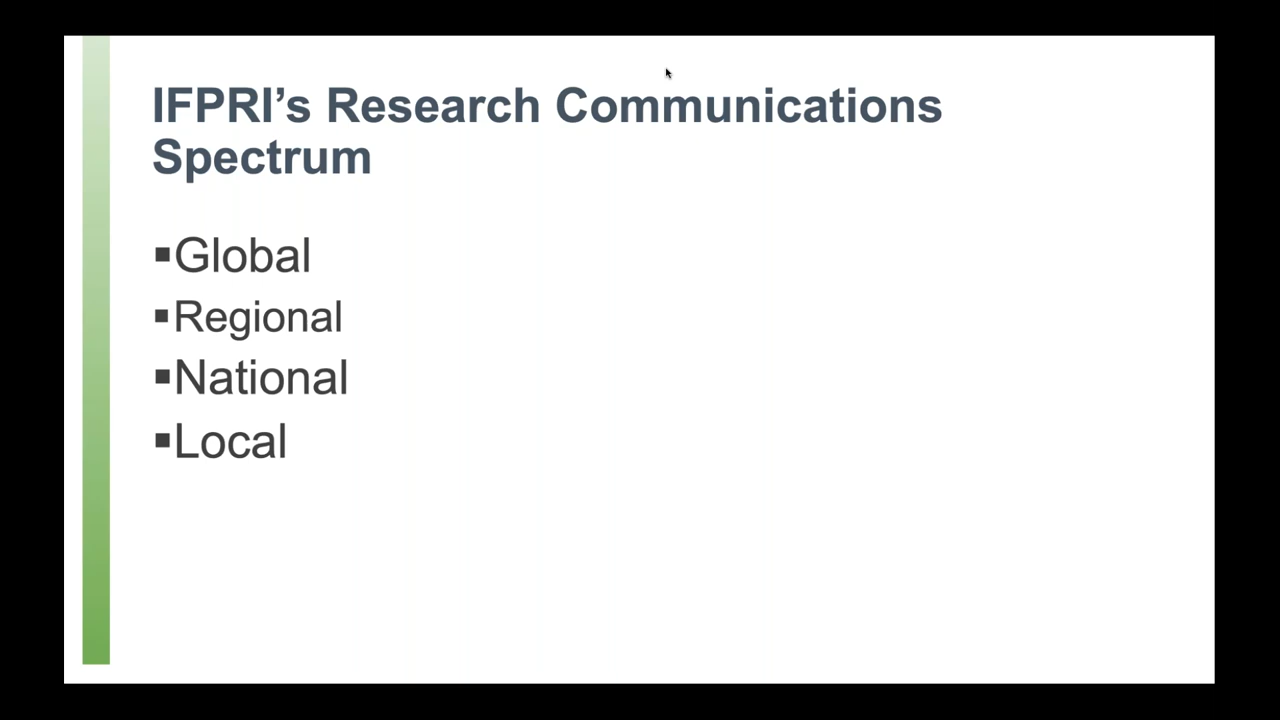 IFPRI’s Research Communications
Spectrum
▪Global
▪Regional
▪National
▪Local